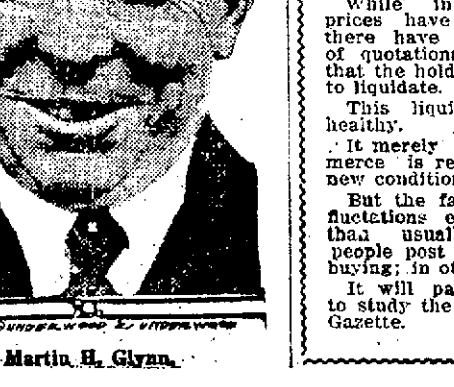 UNDERWOOD & UNDERWOOD
Martin H. Glynn.
While in
prices have
there have
of quotations
that the hold
to liquidate.
This liqui
healthy.
It merely
merce is re
new condition
But the fa
fluctations e
than usual
people post
buying; in ot
It will pa
to study the
Gazette.